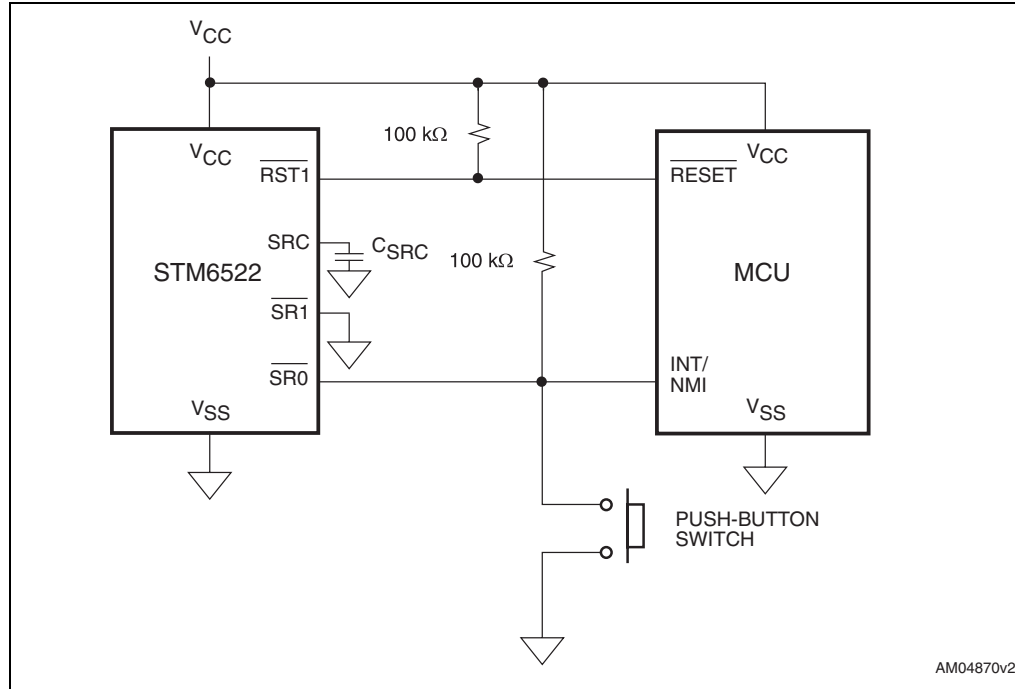 VCC
100 kΩ
VCC
RST1
SRC
CSRC
STM6522
SR1
SR0
VSS
100 kΩ
VCC
RESET
MCU
INT/
NMI
VSS
PUSH-BUTTON
SWITCH
AM04870v2